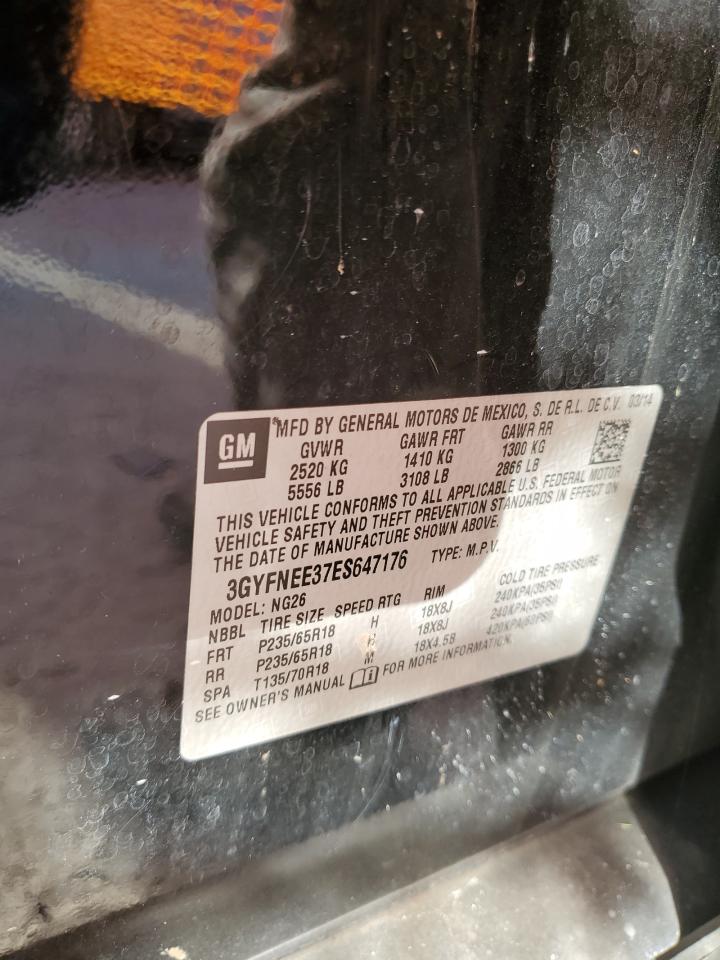 GM
MFD BY GENERAL MOTORS DE MEXICO, S. DE R.L. DE C.V. 03/14
GVWR GAWR FRT GAWR RR
2520 KG 1410 KG 1300 KG
5556 LB 3108 LB 2866 LB
THIS VEHICLE CONFORMS TO ALL APPLICABLE U.S. FEDERAL MOTOR
VEHICLE SAFETY AND THEFT PREVENTION STANDARDS IN EFFECT ON
THE DATE OF MANUFACTURE SHOWN ABOVE.
3GYFNEE37ES647176 TYPE: M.P.V.
MODEL: NG26
NBBL TIRE SIZE SPEED RTG RIM COLD TIRE PRESSURE
FRT P235/65R18 H 18X8J 240KPA(35PSI)
RR P235/65R18 H 18X8J 240KPA(35PSI)
SPA T135/70R18 M 18X4.5B 420KPA(60PSI)
SEE OWNER'S MANUAL FOR MORE INFORMATION.